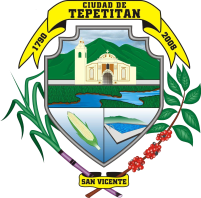 CIUDAD DE
TEPETITAN
1790
2008
SAN VICENTE